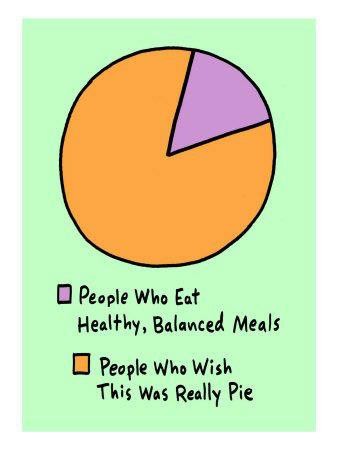 People Who Eat
Healthy, Balanced Meals
People Who Wish
This Was Really Pie